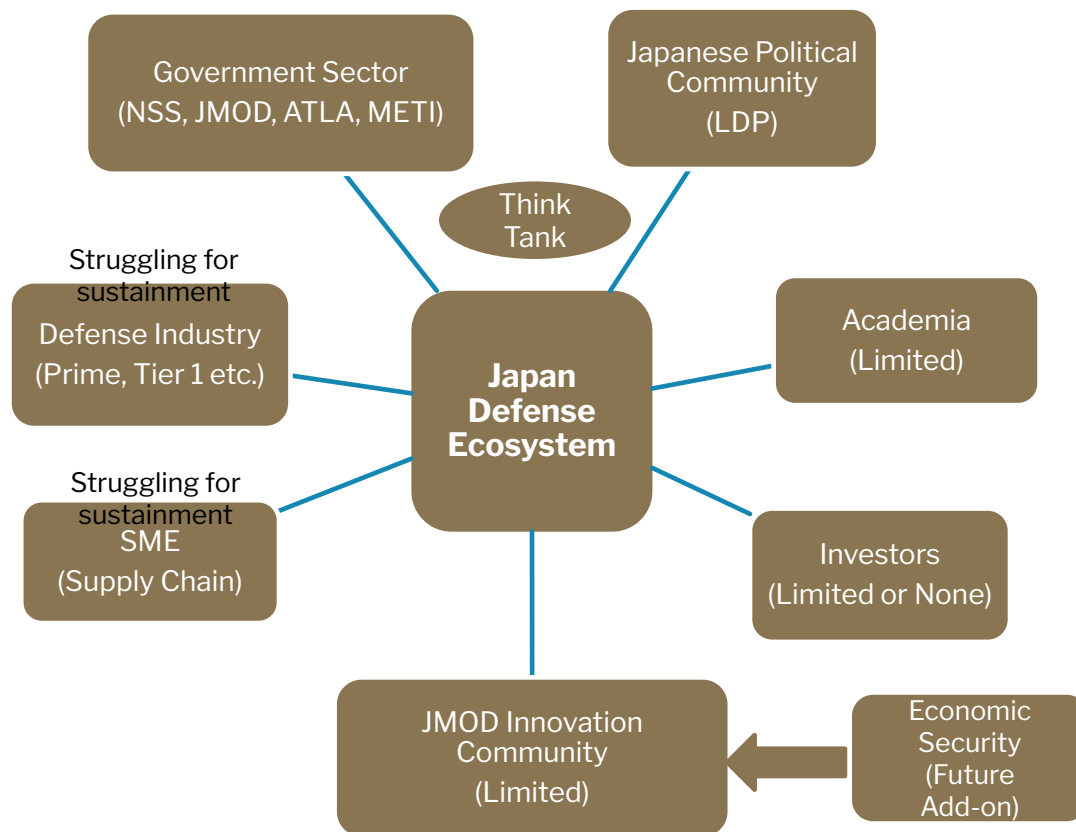 Government Sector
(NSS, JMOD, ATLA, METI)
Japanese Political
Community
(LDP)
Think
Tank
Struggling for
sustainment
Defense Industry
(Prime, Tier 1 etc.)
Academia
(Limited)
Japan
Defense
Ecosystem
Struggling for
sustainment
SME
(Supply Chain)
Investors
(Limited or None)
JMOD Innovation
Community
(Limited)
Economic
Security
(Future
Add-on)